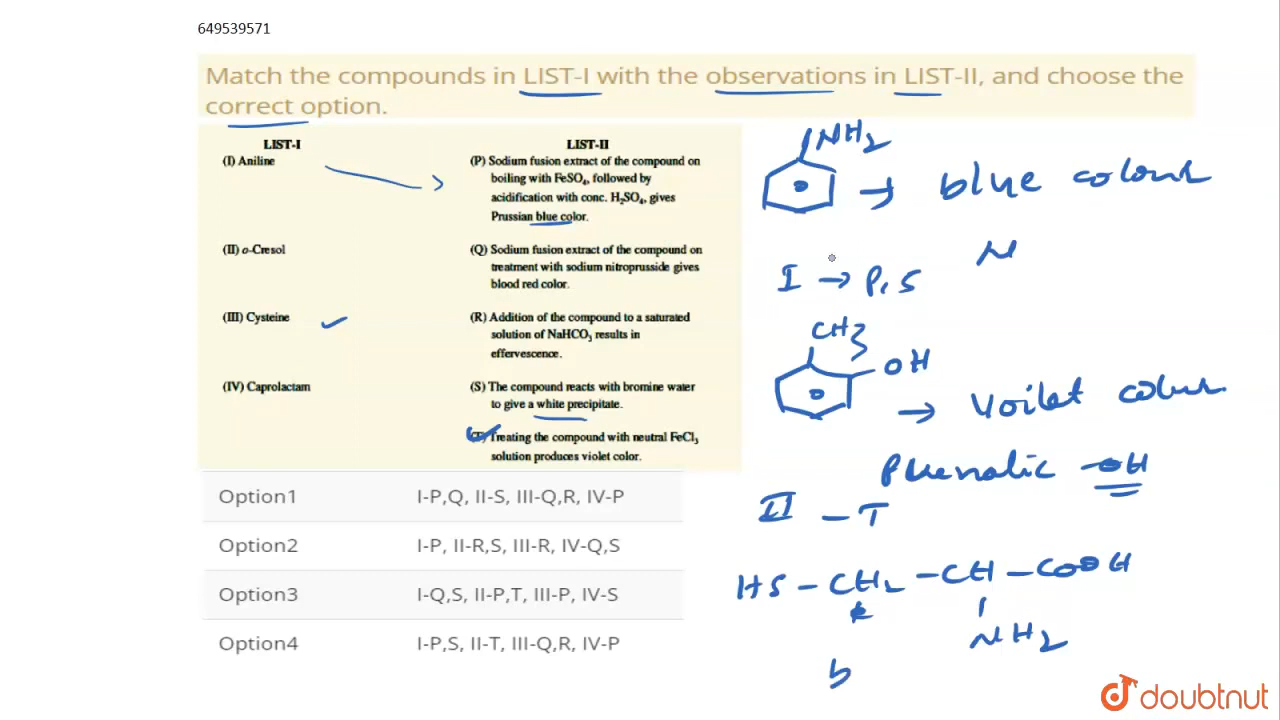 649539571
Match the compounds in LIST-I with the observations in LIST-II, and choose the
correct option.
LIST-I LIST-II
(I) Aniline (P) Sodium fusion extract of the compound on
boiling with FeSO₄, followed by
acidification with conc. H₂SO₄, gives
Prussian blue color.
(II) o-Cresol (Q) Sodium fusion extract of the compound on
treatment with sodium nitroprusside gives
blood red color.
(III) Cysteine (R) Addition of the compound to a saturated
solution of NaHCO₃ results in
effervescence.
(IV) Caprolactam (S) The compound reacts with bromine water
to give a white precipitate.
(T) Treating the compound with neutral FeCl₃
solution produces violet color.
Option1 I-P,Q, II-S, III-Q,R, IV-P
Option2 I-P, II-R,S, III-R, IV-Q,S
Option3 I-Q,S, II-P,T, III-P, IV-S
Option4 I-P,S, II-T, III-Q,R, IV-P
NH2
→ blue colour
N
I → P, S
CH3
OH
→ Voilet colour
Phenolic -OH
II - T
HS - CH2 - CH - COOH
NH2
b
doubtnut